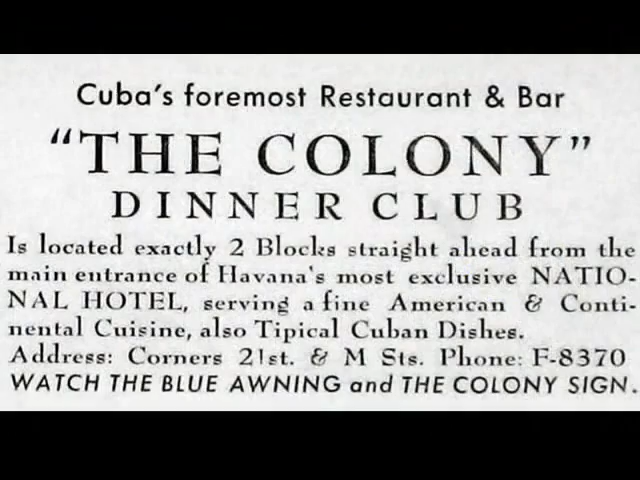 Cuba's foremost Restaurant & Bar
"THE COLONY"
DINNER CLUB
Is located exactly 2 Blocks straight ahead from the
main entrance of Havana's most exclusive NATIO-
NAL HOTEL, serving a fine American & Conti-
nental Cuisine, also Tipical Cuban Dishes.
Address: Corners 21st. & M Sts. Phone: F-8370
WATCH THE BLUE AWNING and THE COLONY SIGN.